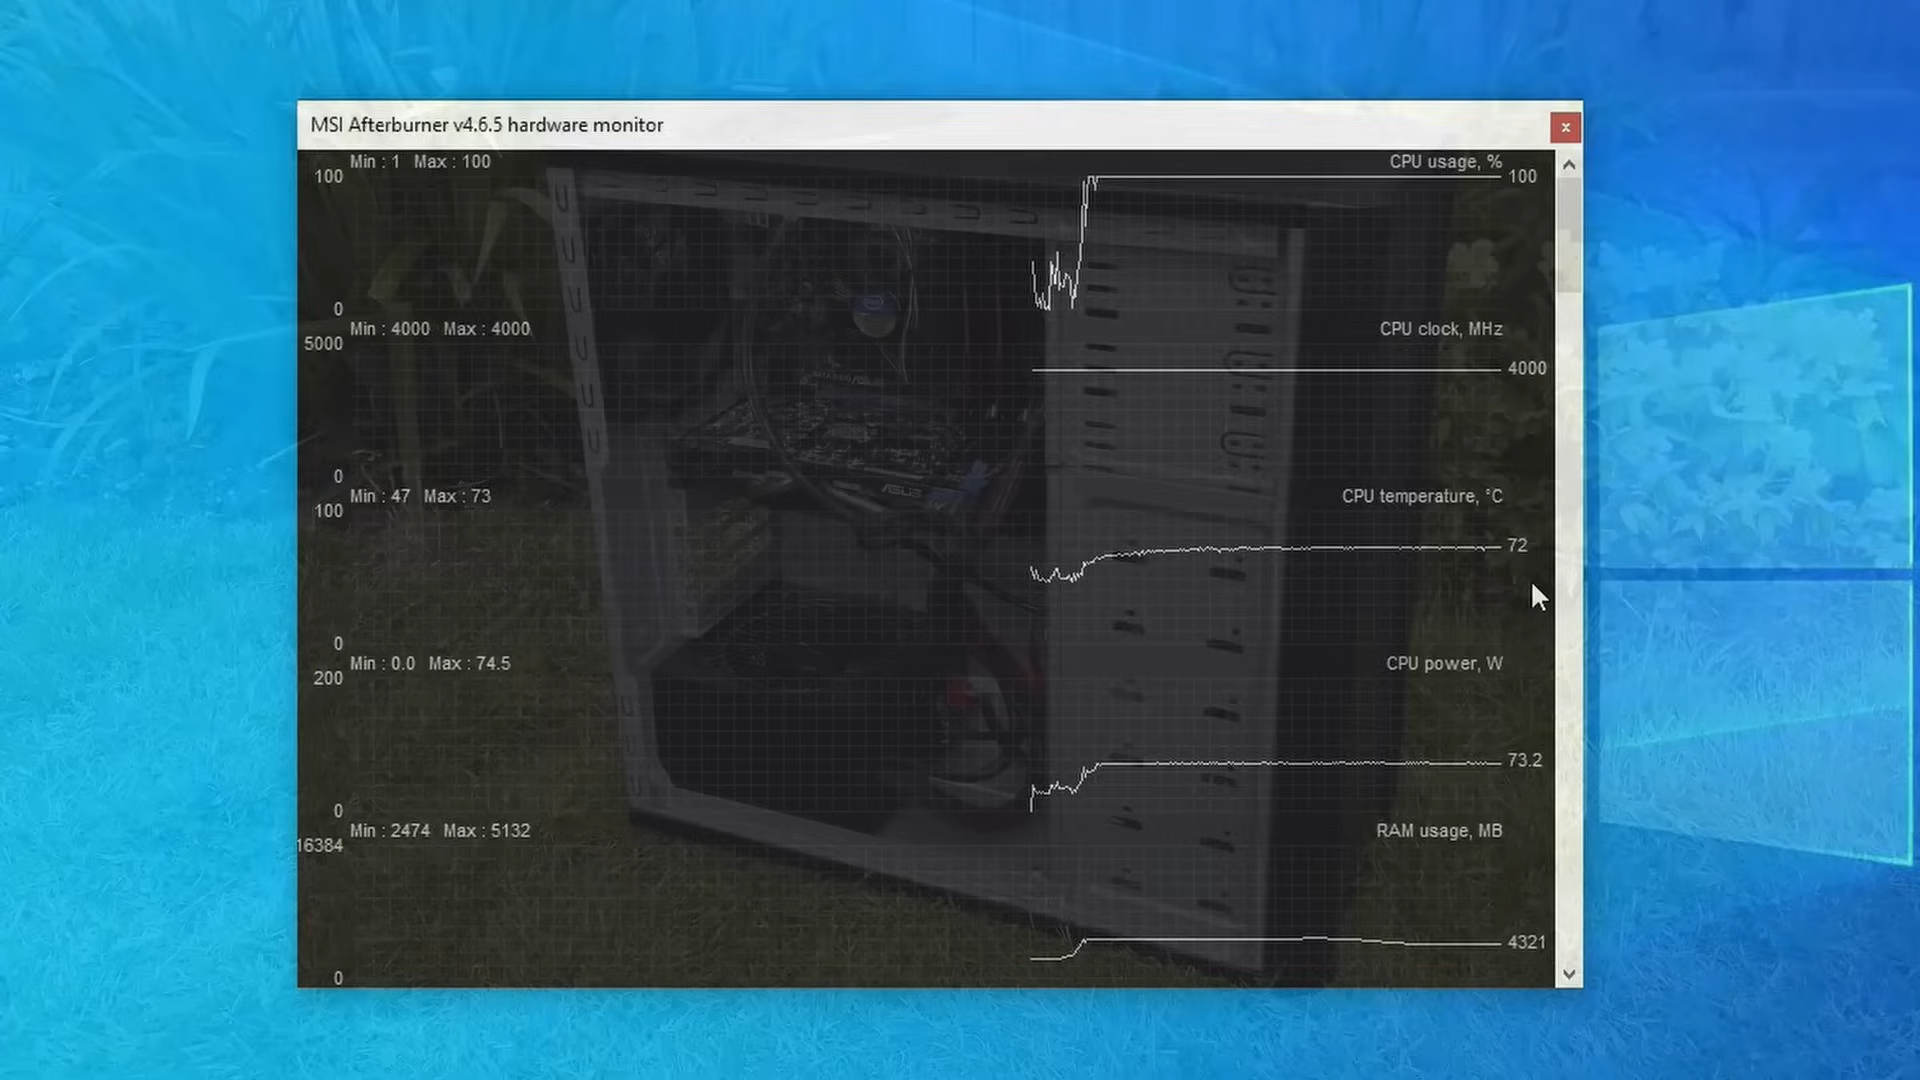 MSI Afterburner v4.6.5 hardware monitor
x
Min : 1 Max : 100
CPU usage, %
100
100
0
Min : 4000 Max : 4000
CPU clock, MHz
5000
4000
0
Min : 47 Max : 73
CPU temperature, °C
100
72
0
Min : 0.0 Max : 74.5
CPU power, W
200
73.2
0
Min : 2474 Max : 5132
RAM usage, MB
16384
4321
0
intel
ASUS